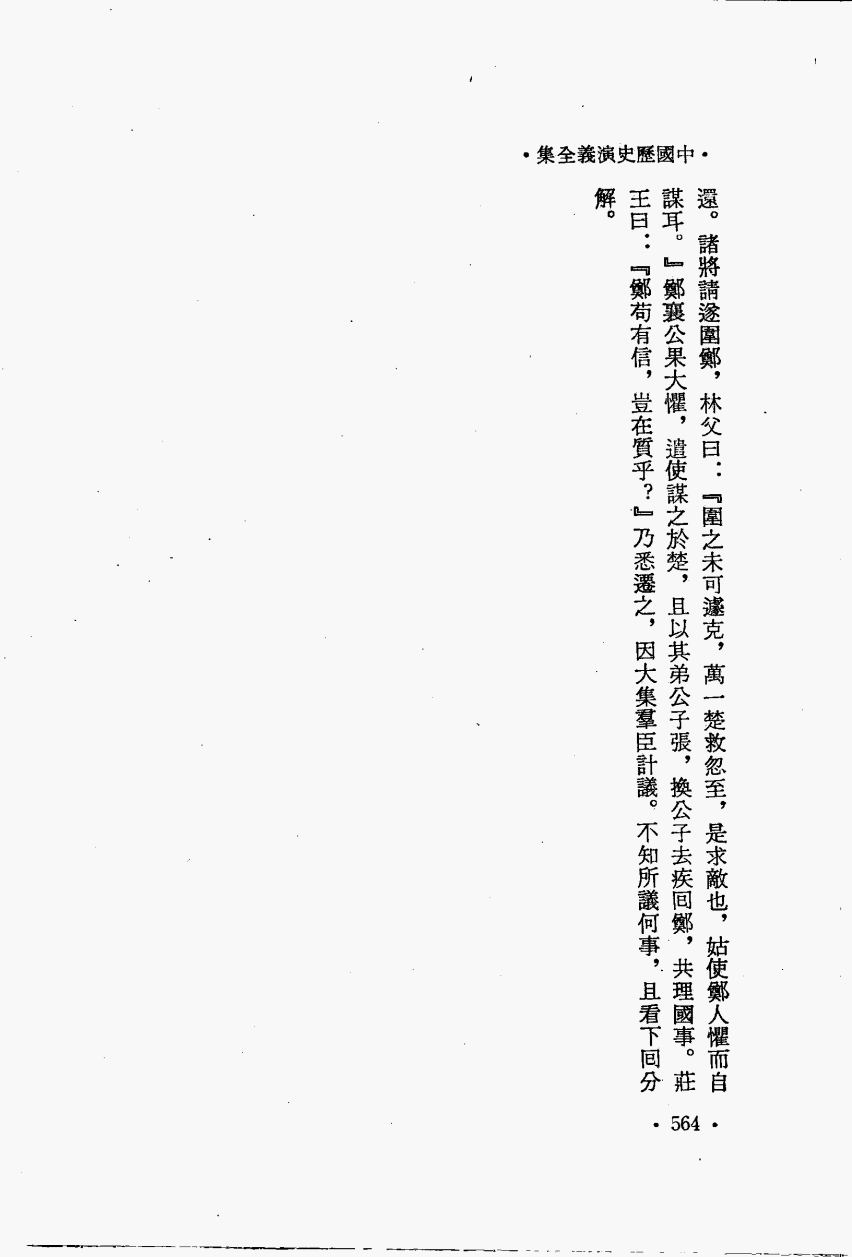 ·中國歷史演義全集·
還。諸將請遂圍鄭，林父曰：『圍之未可遽克，萬一楚救忽至，是求敵也，姑使鄭人懼而自
謀耳。』鄭襄公果大懼，遣使謀之於楚，且以其弟公子張，換公子去疾囘鄭，共理國事。莊
王曰：『鄭苟有信，豈在質乎？』乃悉遷之，因大集羣臣計議。不知所議何事，且看下囘分
解。
·564·